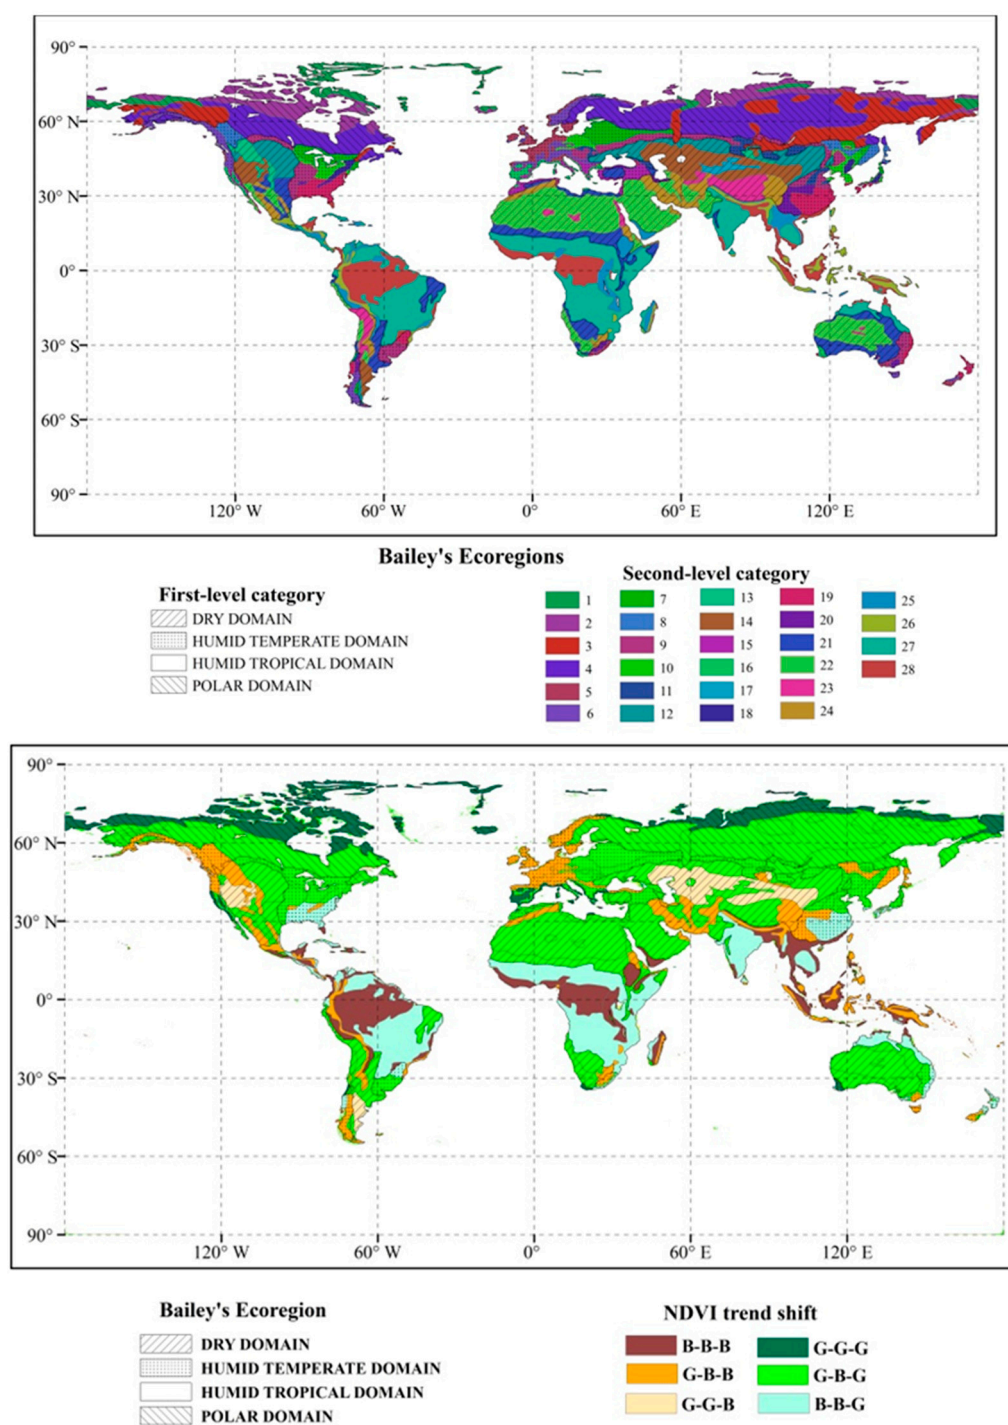 90°
60° N
30° N
0°
30° S
60° S
90°
120° W 60° W 0° 60° E 120° E
Bailey's Ecoregions
First-level category
DRY DOMAIN
HUMID TEMPERATE DOMAIN
HUMID TROPICAL DOMAIN
POLAR DOMAIN
Second-level category
1 7 13 19 25
2 8 14 20 26
3 9 15 21 27
4 10 16 22 28
5 11 17 23
6 12 18 24
90°
60° N
30° N
0°
30° S
60° S
90°
120° W 60° W 0° 60° E 120° E
Bailey's Ecoregion
DRY DOMAIN
HUMID TEMPERATE DOMAIN
HUMID TROPICAL DOMAIN
POLAR DOMAIN
NDVI trend shift
B-B-B G-G-G
G-B-B G-B-G
G-G-B B-B-G